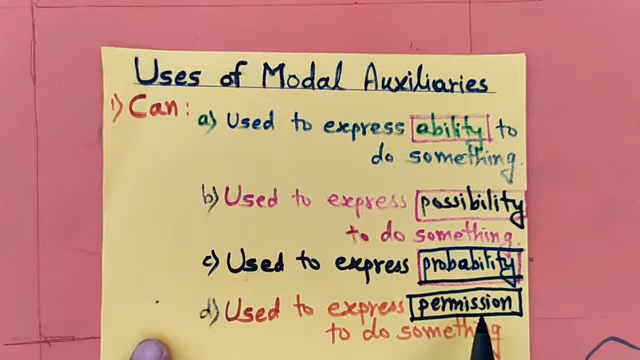 Uses of Modal Auxiliaries
1) Can:
a) Used to express ability to
do something.
b) Used to express possibility
to do something.
c) Used to express probability
d) Used to express permission
to do something